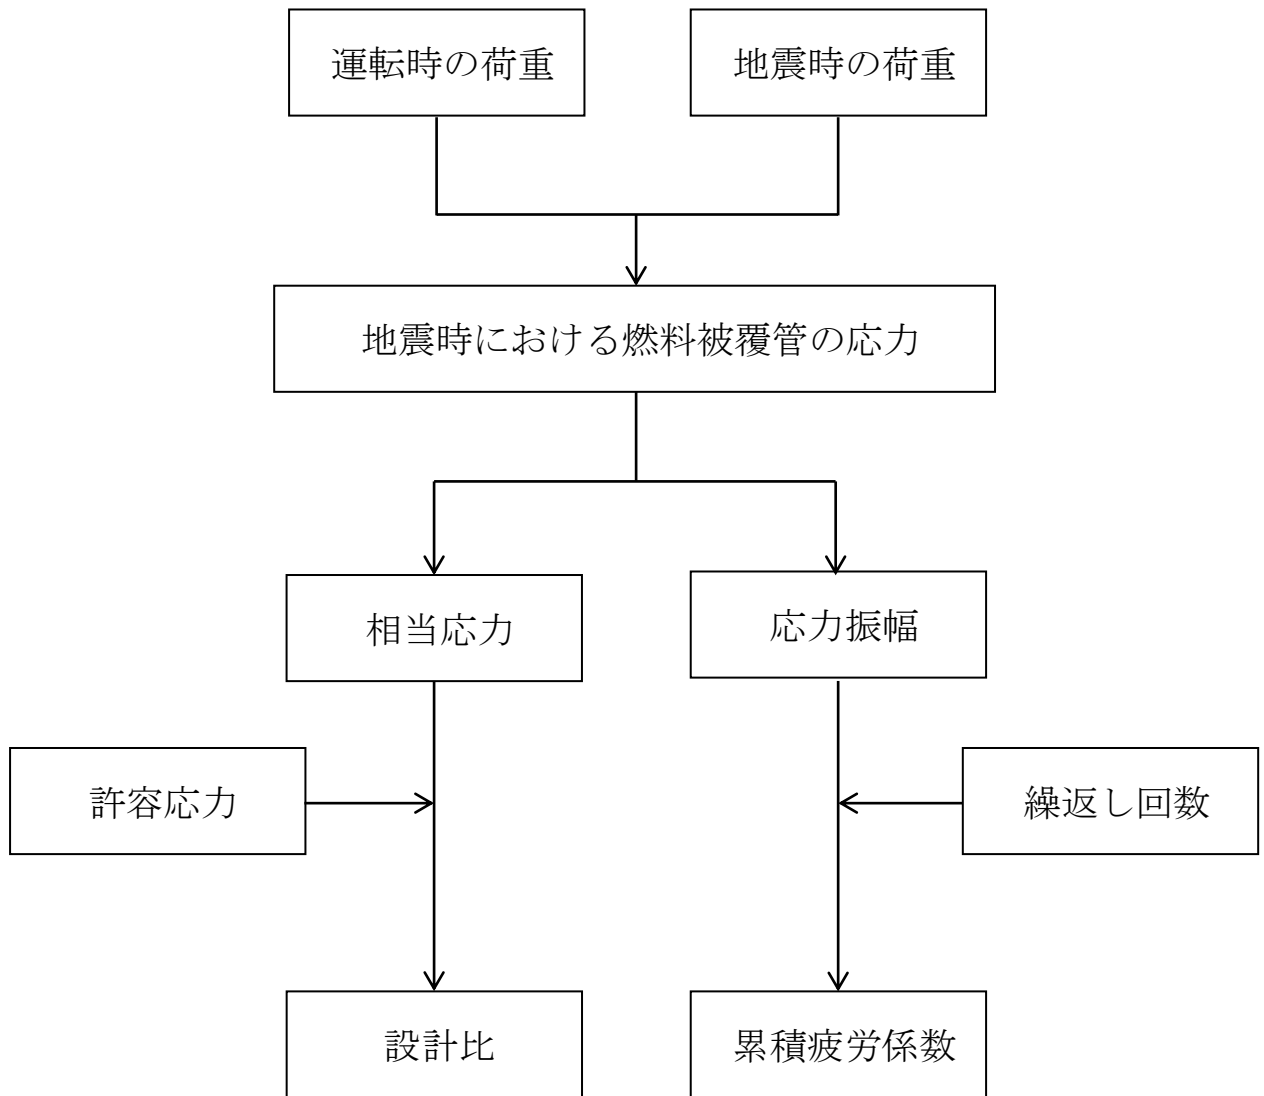 運転時の荷重
地震時の荷重
地震時における燃料被覆管の応力
相当応力
応力振幅
許容応力
繰返し回数
設計比
累積疲労係数